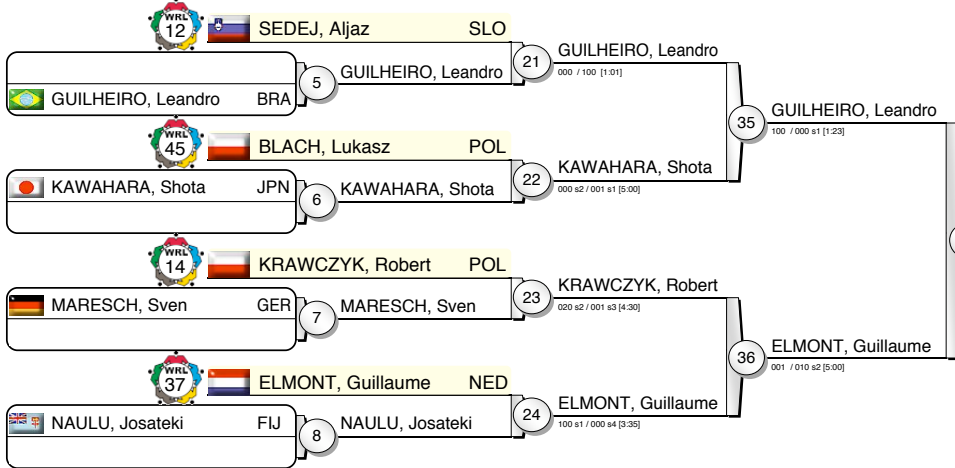 WRL 12 SEDEJ, Aljaz SLO
GUILHEIRO, Leandro BRA
5 GUILHEIRO, Leandro
21 GUILHEIRO, Leandro
000 / 100 [1:01]
WRL 45 BLACH, Lukasz POL
KAWAHARA, Shota JPN
6 KAWAHARA, Shota
22 KAWAHARA, Shota
000 s2 / 001 s1 [5:00]
35 GUILHEIRO, Leandro
100 / 000 s1 [1:23]
WRL 14 KRAWCZYK, Robert POL
MARESCH, Sven GER
7 MARESCH, Sven
23 KRAWCZYK, Robert
020 s2 / 001 s3 [4:30]
WRL 37 ELMONT, Guillaume NED
NAULU, Josateki FIJ
8 NAULU, Josateki
24 ELMONT, Guillaume
100 s1 / 000 s4 [3:35]
36 ELMONT, Guillaume
001 / 010 s2 [5:00]